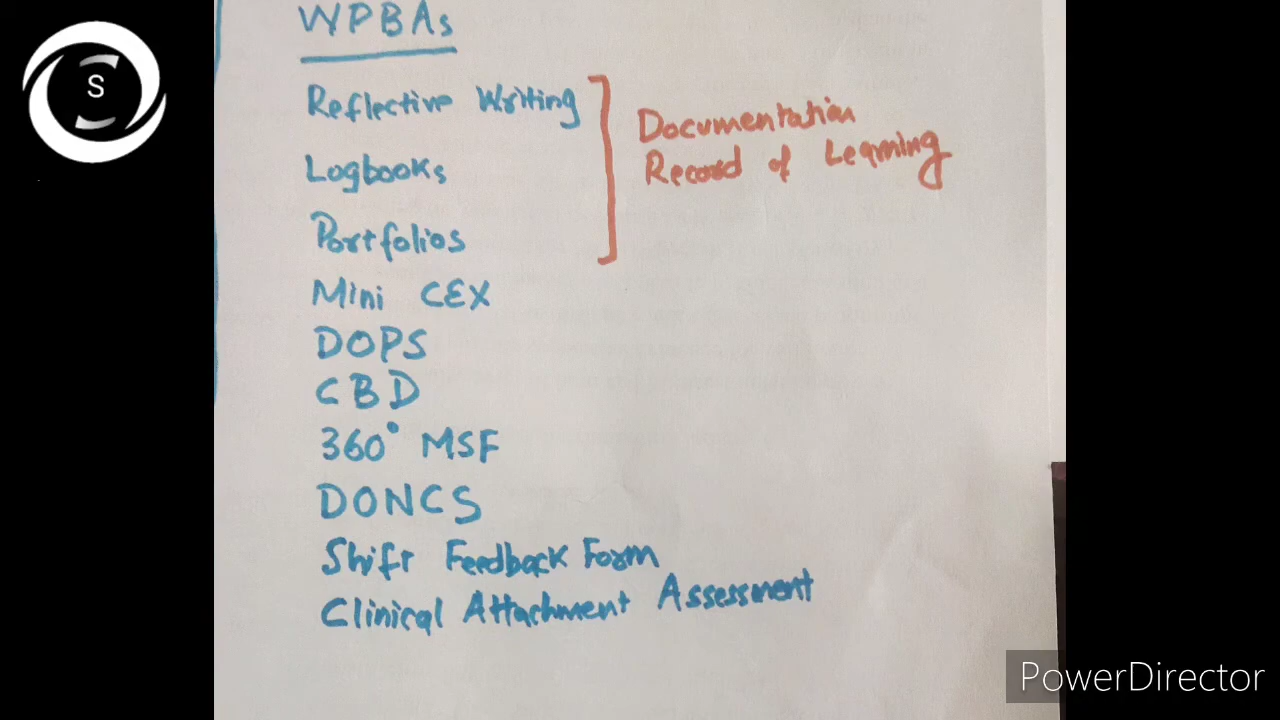 S
WPBAs
Reflective Writing
Logbooks
Portfolios
Documentation
Record of Learning
Mini CEX
DOPS
CBD
360° MSF
DONCS
Shift Feedback Form
Clinical Attachment Assessment
PowerDirector